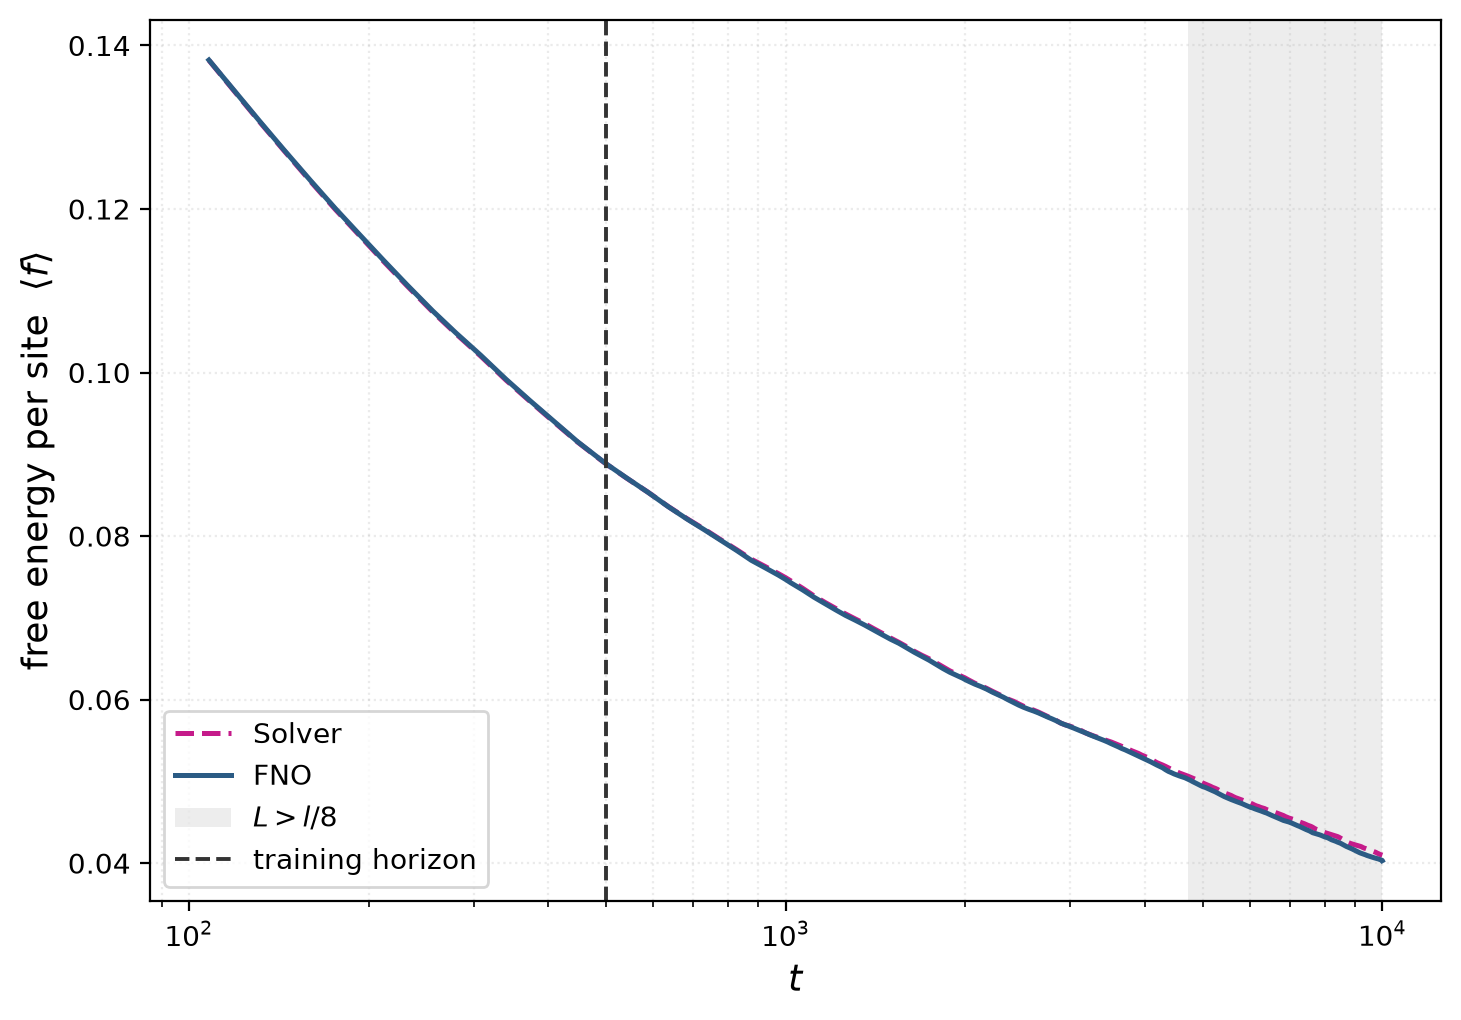 0.14
0.12
0.10
0.08
0.06
0.04
free energy per site ⟨f⟩
Solver
FNO
L > l/8
training horizon
10² 10³ 10⁴
t